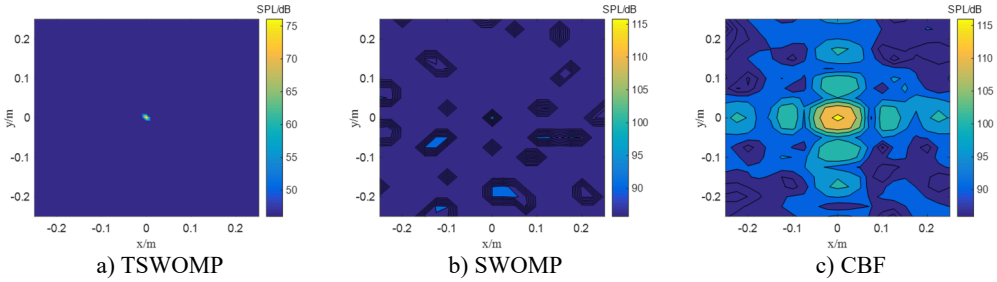 SPL/dB SPL/dB SPL/dB
0.2 75 0.2 115 0.2 115
70 110 110
0.1 0.1 0.1
65 105 105
y/m 0 y/m 0 y/m 0
60 100 100
-0.1 55 -0.1 95 -0.1 95
-0.2 50 -0.2 90 -0.2 90
-0.2 -0.1 0 0.1 0.2 -0.2 -0.1 0 0.1 0.2 -0.2 -0.1 0 0.1 0.2
x/m x/m x/m
a) TSWOMP b) SWOMP c) CBF